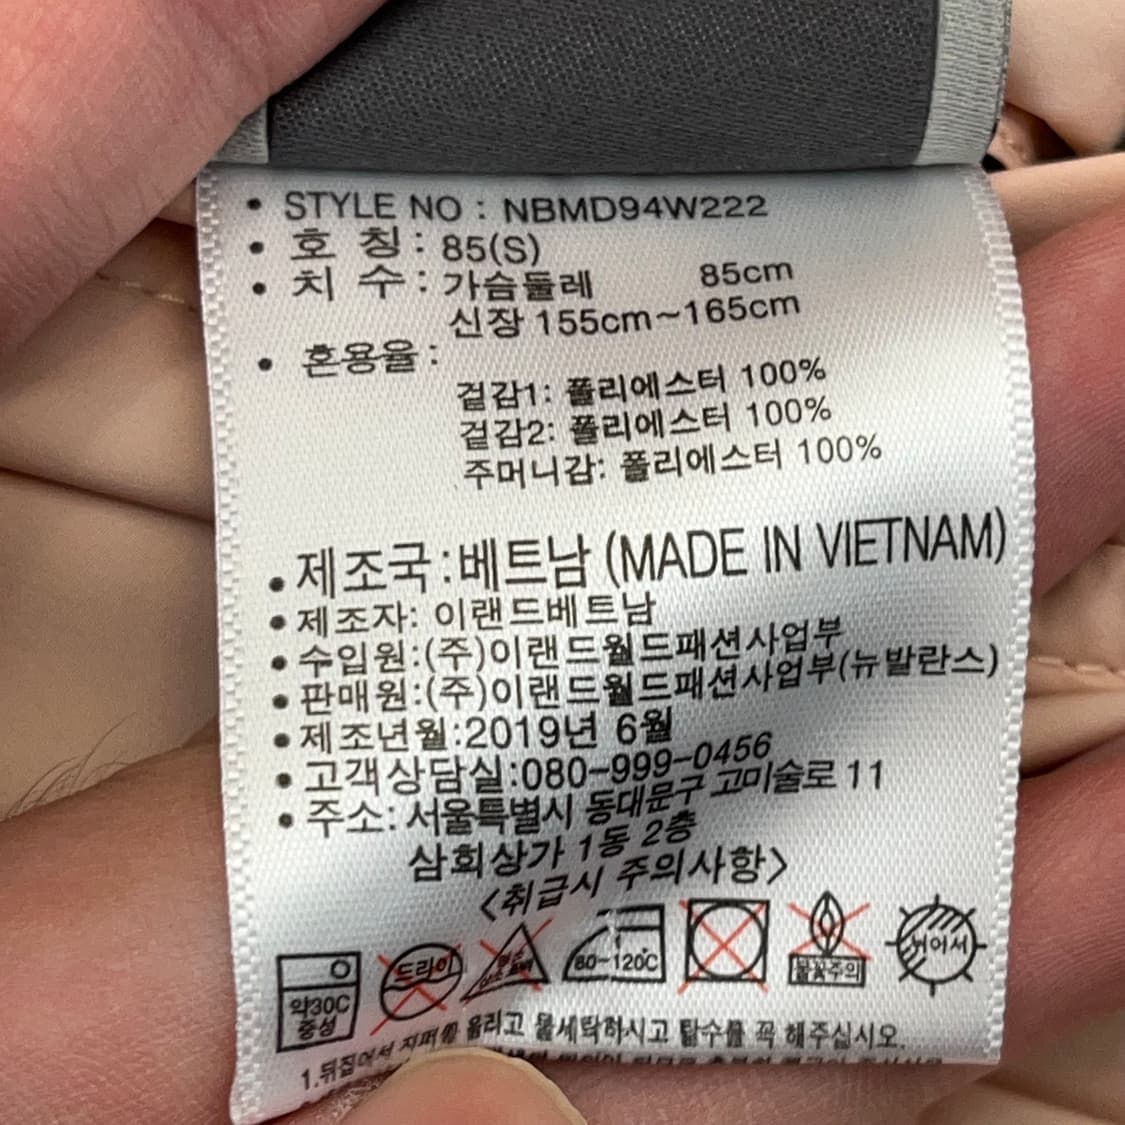 • STYLE NO : NBMD94W222
• 호 칭 : 85(S)
• 치 수 : 가슴둘레 85cm
신장 155cm~165cm
• 혼용율 :
겉감1: 폴리에스터 100%
겉감2: 폴리에스터 100%
주머니감: 폴리에스터 100%
• 제조국 : 베트남 (MADE IN VIETNAM)
• 제조자: 이랜드베트남
• 수입원:(주)이랜드월드패션사업부
• 판매원:(주)이랜드월드패션사업부(뉴발란스)
• 제조년월:2019년 6월
• 고객상담실:080-999-0456
• 주소: 서울특별시 동대문구 고미술로 11
삼희상가 1동 2층
<취급시 주의사항>
약30C
중성
드라이
80-120C
불꽃주의
뉘어서
1.뒤집어서 지퍼를 올리고 물세탁하시고 탈수를 꼭 해주십시오.